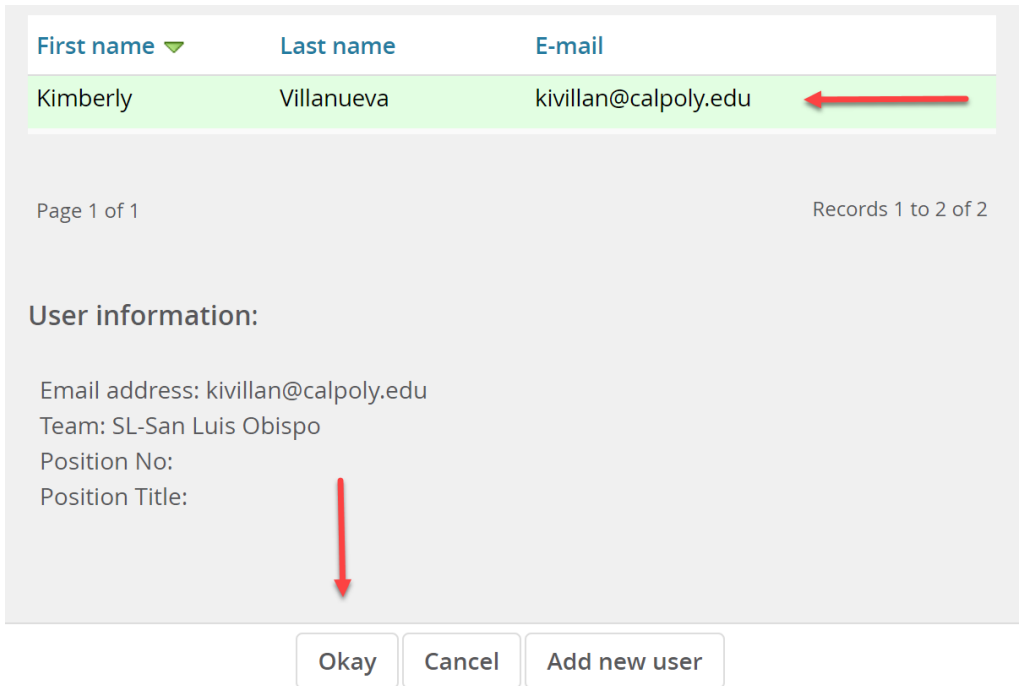 First name Last name E-mail
Kimberly Villanueva kivillan@calpoly.edu
Page 1 of 1 Records 1 to 2 of 2
User information:
Email address: kivillan@calpoly.edu
Team: SL-San Luis Obispo
Position No:
Position Title:
Okay Cancel Add new user